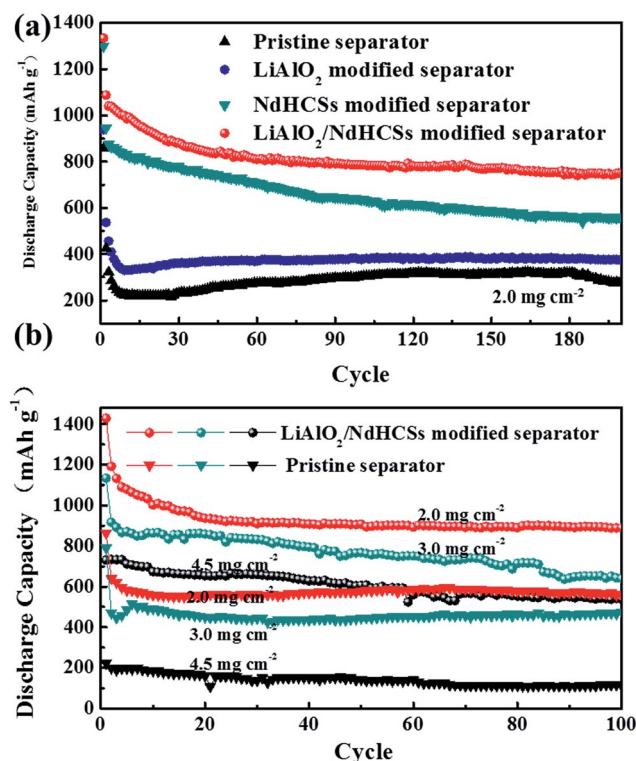 (a)
1400
1200
1000
800
600
400
200
Discharge Capacity (mAh g⁻¹)
Pristine separator
LiAlO₂ modified separator
NdHCSs modified separator
LiAlO₂/NdHCSs modified separator
2.0 mg cm⁻²
0 30 60 90 120 150 180
Cycle
(b)
1400
1200
1000
800
600
400
200
0
Discharge Capacity (mAh g⁻¹)
LiAlO₂/NdHCSs modified separator
Pristine separator
2.0 mg cm⁻²
3.0 mg cm⁻²
4.5 mg cm⁻²
2.0 mg cm⁻²
3.0 mg cm⁻²
4.5 mg cm⁻²
0 20 40 60 80 100
Cycle